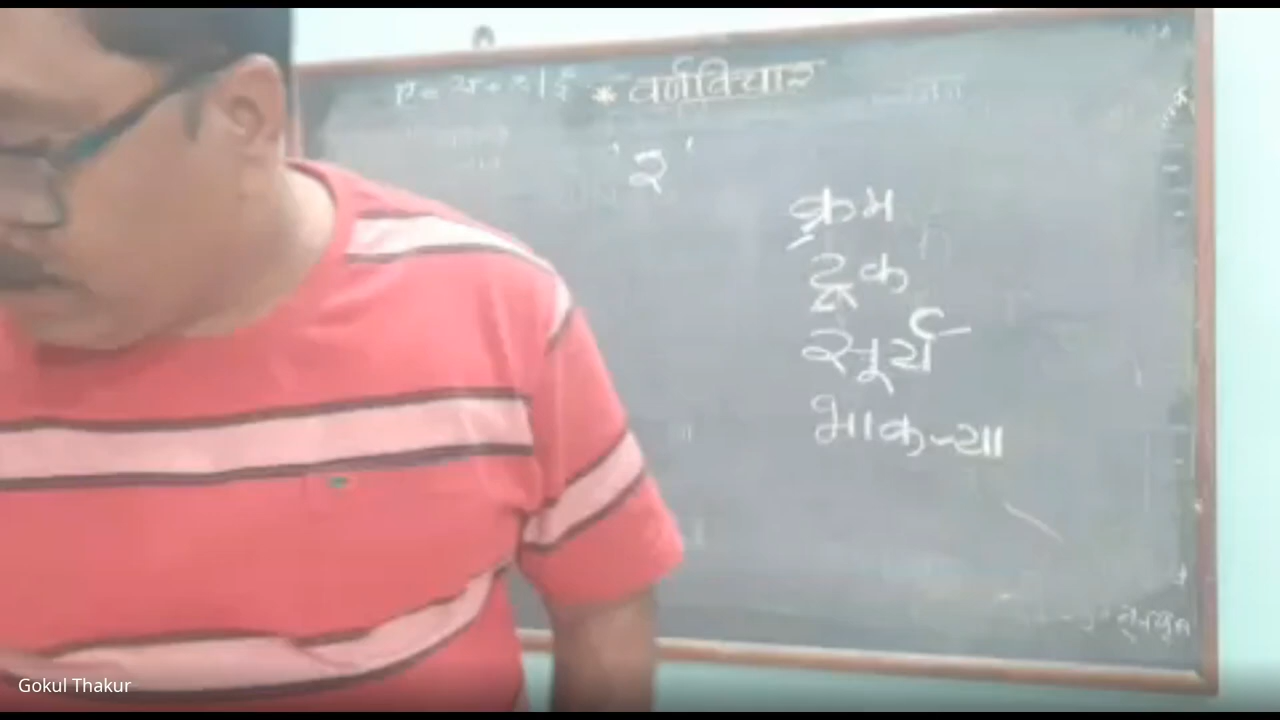 * वर्णविचार
'र'
क्रम
ट्रक
सूर्य
भाकऱ्या
Gokul Thakur